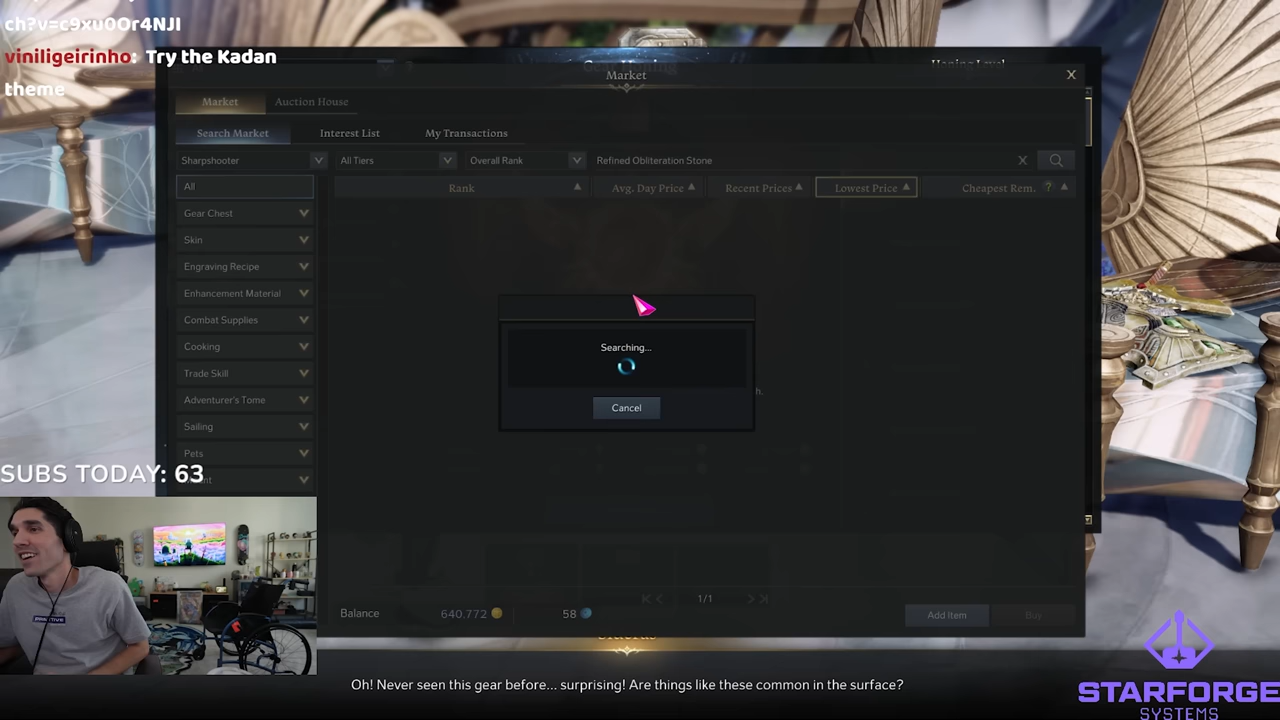 ch?v=c9xu0Or4NJI
viniligeirinho: Try the Kadan
theme
Market
Market Auction House
Search Market Interest List My Transactions
Sharpshooter All Tiers Overall Rank Refined Obliteration Stone
All
Rank Avg. Day Price Recent Prices Lowest Price Cheapest Rem. ?
Gear Chest
Skin
Engraving Recipe
Enhancement Material
Combat Supplies
Cooking
Trade Skill
Adventurer's Tome
Sailing
Pets
Searching...
Cancel
SUBS TODAY: 63
1/1
Balance 640,772 58
Add Item Buy
Oh! Never seen this gear before... surprising! Are things like these common in the surface?
STARFORGE
SYSTEMS